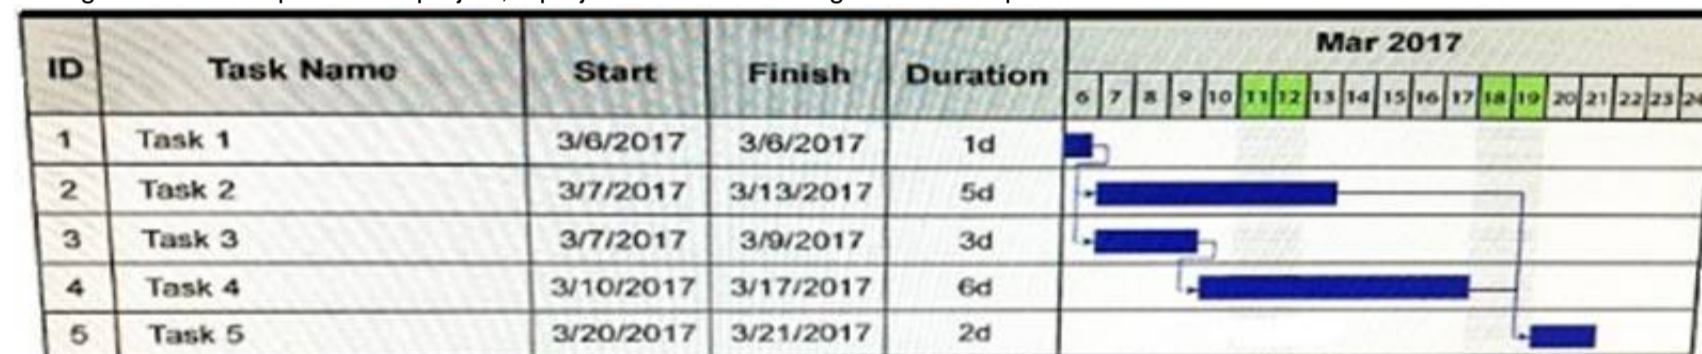 Mar 2017
ID Task Name Start Finish Duration
6 7 8 9 10 11 12 13 14 15 16 17 18 19 20 21 22 23 24
1 Task 1 3/6/2017 3/6/2017 1d
2 Task 2 3/7/2017 3/13/2017 5d
3 Task 3 3/7/2017 3/9/2017 3d
4 Task 4 3/10/2017 3/17/2017 6d
5 Task 5 3/20/2017 3/21/2017 2d